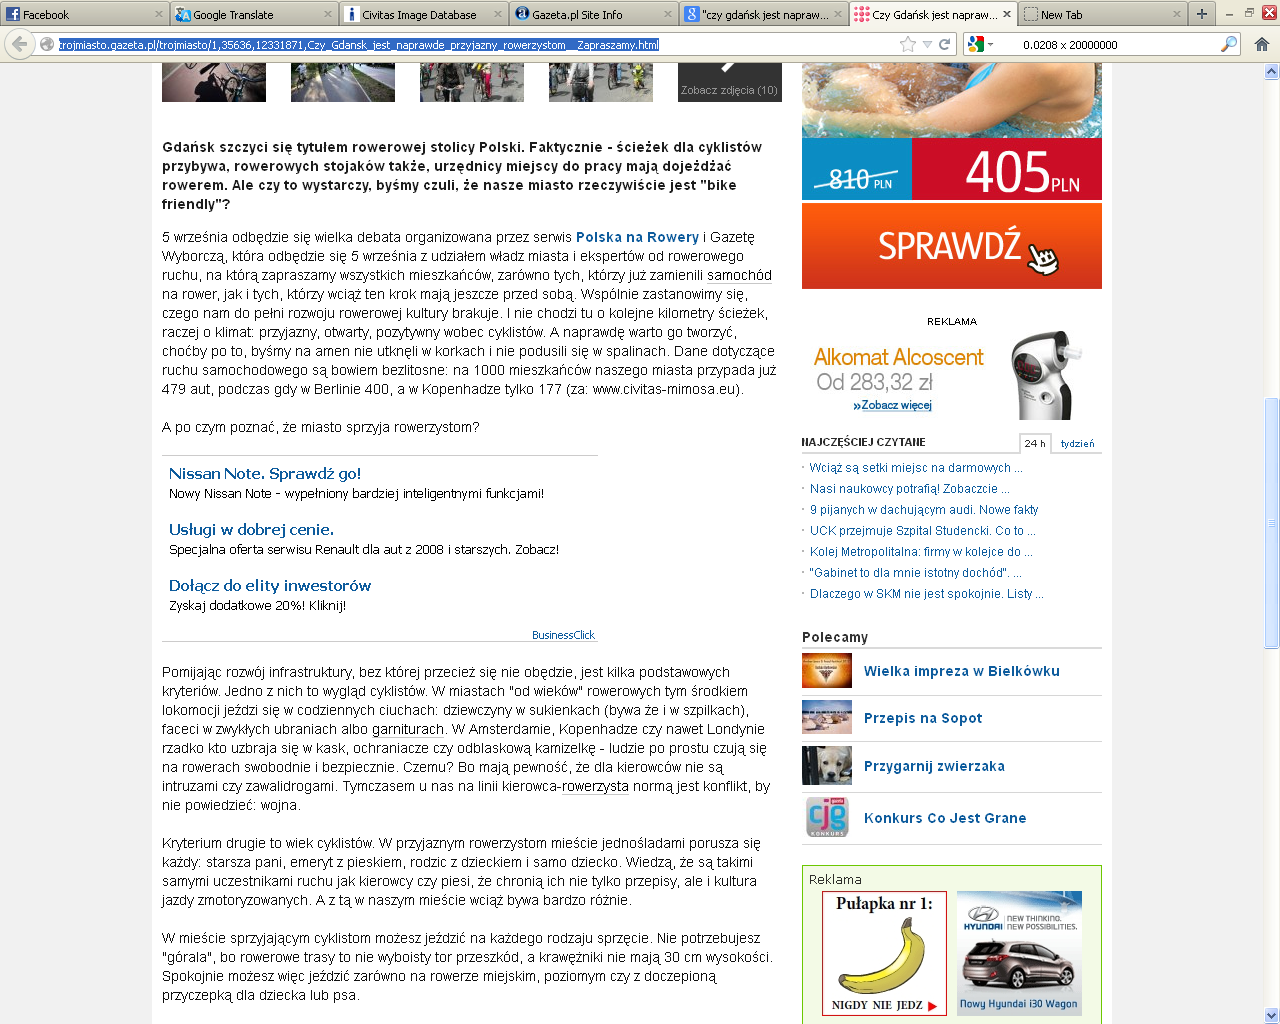 Facebook
Google Translate
Civitas Image Database
Gazeta.pl Site Info
"czy gdańsk jest napraw...
Czy Gdańsk jest napraw...
New Tab
trojmiasto.gazeta.pl/trojmiasto/1,35636,12331871,Czy_Gdansk_jest_naprawde_przyjazny_rowerzystom__Zapraszamy.html
0.0208 x 20000000
Zobacz zdjęcia (10)
Gdańsk szczyci się tytułem rowerowej stolicy Polski. Faktycznie - ścieżek dla cyklistów
przybywa, rowerowych stojaków także, urzędnicy miejscy do pracy mają dojeżdżać
rowerem. Ale czy to wystarczy, byśmy czuli, że nasze miasto rzeczywiście jest "bike
friendly"?
5 września odbędzie się wielka debata organizowana przez serwis Polska na Rowery i Gazetę
Wyborczą, która odbędzie się 5 września z udziałem władz miasta i ekspertów od rowerowego
ruchu, na którą zapraszamy wszystkich mieszkańców, zarówno tych, którzy już zamienili samochód
na rower, jak i tych, którzy wciąż ten krok mają jeszcze przed sobą. Wspólnie zastanowimy się,
czego nam do pełni rozwoju rowerowej kultury brakuje. I nie chodzi tu o kolejne kilometry ścieżek,
raczej o klimat: przyjazny, otwarty, pozytywny wobec cyklistów. A naprawdę warto go tworzyć,
choćby po to, byśmy na amen nie utknęli w korkach i nie podusili się w spalinach. Dane dotyczące
ruchu samochodowego są bowiem bezlitosne: na 1000 mieszkańców naszego miasta przypada już
479 aut, podczas gdy w Berlinie 400, a w Kopenhadze tylko 177 (za: www.civitas-mimosa.eu).
A po czym poznać, że miasto sprzyja rowerzystom?
Nissan Note. Sprawdź go!
Nowy Nissan Note - wypełniony bardziej inteligentnymi funkcjami!
Usługi w dobrej cenie.
Specjalna oferta serwisu Renault dla aut z 2008 i starszych. Zobacz!
Dołącz do elity inwestorów
Zyskaj dodatkowe 20%! Kliknij!
BusinessClick
Pomijając rozwój infrastruktury, bez której przecież się nie obędzie, jest kilka podstawowych
kryteriów. Jedno z nich to wygląd cyklistów. W miastach "od wieków" rowerowych tym środkiem
lokomocji jeździ się w codziennych ciuchach: dziewczyny w sukienkach (bywa że i w szpilkach),
faceci w zwykłych ubraniach albo garniturach. W Amsterdamie, Kopenhadze czy nawet Londynie
rzadko kto uzbraja się w kask, ochraniacze czy odblaskową kamizelkę - ludzie po prostu czują się
na rowerach swobodnie i bezpiecznie. Czemu? Bo mają pewność, że dla kierowców nie są
intruzami czy zawalidrogami. Tymczasem u nas na linii kierowca-rowerzysta normą jest konflikt, by
nie powiedzieć: wojna.
Kryterium drugie to wiek cyklistów. W przyjaznym rowerzystom mieście jednośladami porusza się
każdy: starsza pani, emeryt z pieskiem, rodzic z dzieckiem i samo dziecko. Wiedzą, że są takimi
samymi uczestnikami ruchu jak kierowcy czy piesi, że chronią ich nie tylko przepisy, ale i kultura
jazdy zmotoryzowanych. A z tą w naszym mieście wciąż bywa bardzo różnie.
W mieście sprzyjającym cyklistom możesz jeździć na każdego rodzaju sprzęcie. Nie potrzebujesz
"górala", bo rowerowe trasy to nie wyboisty tor przeszkód, a krawężniki nie mają 30 cm wysokości.
Spokojnie możesz więc jeździć zarówno na rowerze miejskim, poziomym czy z doczepioną
przyczepką dla dziecka lub psa.
810 PLN
405 PLN
SPRAWDŹ
REKLAMA
Alkomat Alcoscent
Od 283,32 zł
»Zobacz więcej
NAJCZĘŚCIEJ CZYTANE
24 h
tydzień
Wciąż są setki miejsc na darmowych ...
Nasi naukowcy potrafią! Zobaczcie ...
9 pijanych w dachującym audi. Nowe fakty
UCK przejmuje Szpital Studencki. Co to ...
Kolej Metropolitalna: firmy w kolejce do ...
"Gabinet to dla mnie istotny dochód". ...
Dlaczego w SKM nie jest spokojnie. Listy ...
Polecamy
Wielka impreza w Bielkówku
Przepis na Sopot
Przygarnij zwierzaka
cjg
KONKURS
Konkurs Co Jest Grane
Reklama
Pułapka nr 1:
NIGDY NIE JEDZ
HYUNDAI
NEW THINKING.
NEW POSSIBILITIES.
Nowy Hyundai i30 Wagon